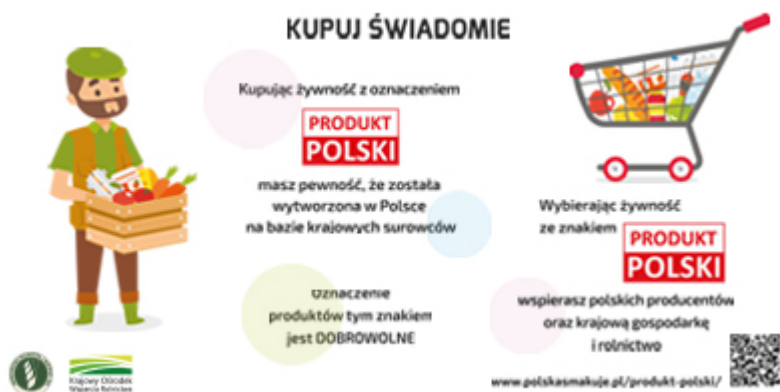 KUPUJ ŚWIADOMIE
Kupując żywność z oznaczeniem
PRODUKT
POLSKI
masz pewność, że została
wytworzona w Polsce
na bazie krajowych surowców
Oznaczenie
produktów tym znakiem
jest DOBROWOLNE
Wybierając żywność
ze znakiem
PRODUKT
POLSKI
wspierasz polskich producentów
oraz krajową gospodarkę
i rolnictwo
www.polskasmakuje.pl/produkt-polski/
Krajowy Ośrodek
Wsparcia Rolnictwa